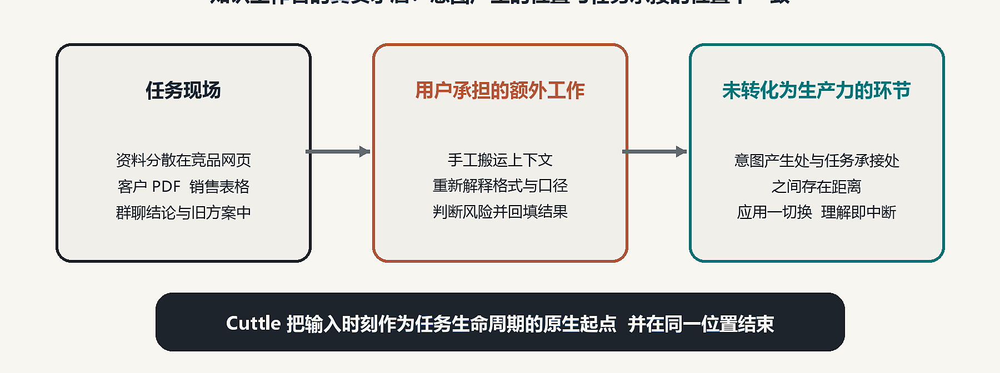 任务现场
资料分散在竞品网页
客户 PDF 销售表格
群聊结论与旧方案中
用户承担的额外工作
手工搬运上下文
重新解释格式与口径
判断风险并回填结果
未转化为生产力的环节
意图产生处与任务承接处
之间存在距离
应用一切换 理解即中断
Cuttle 把输入时刻作为任务生命周期的原生起点 并在同一位置结束